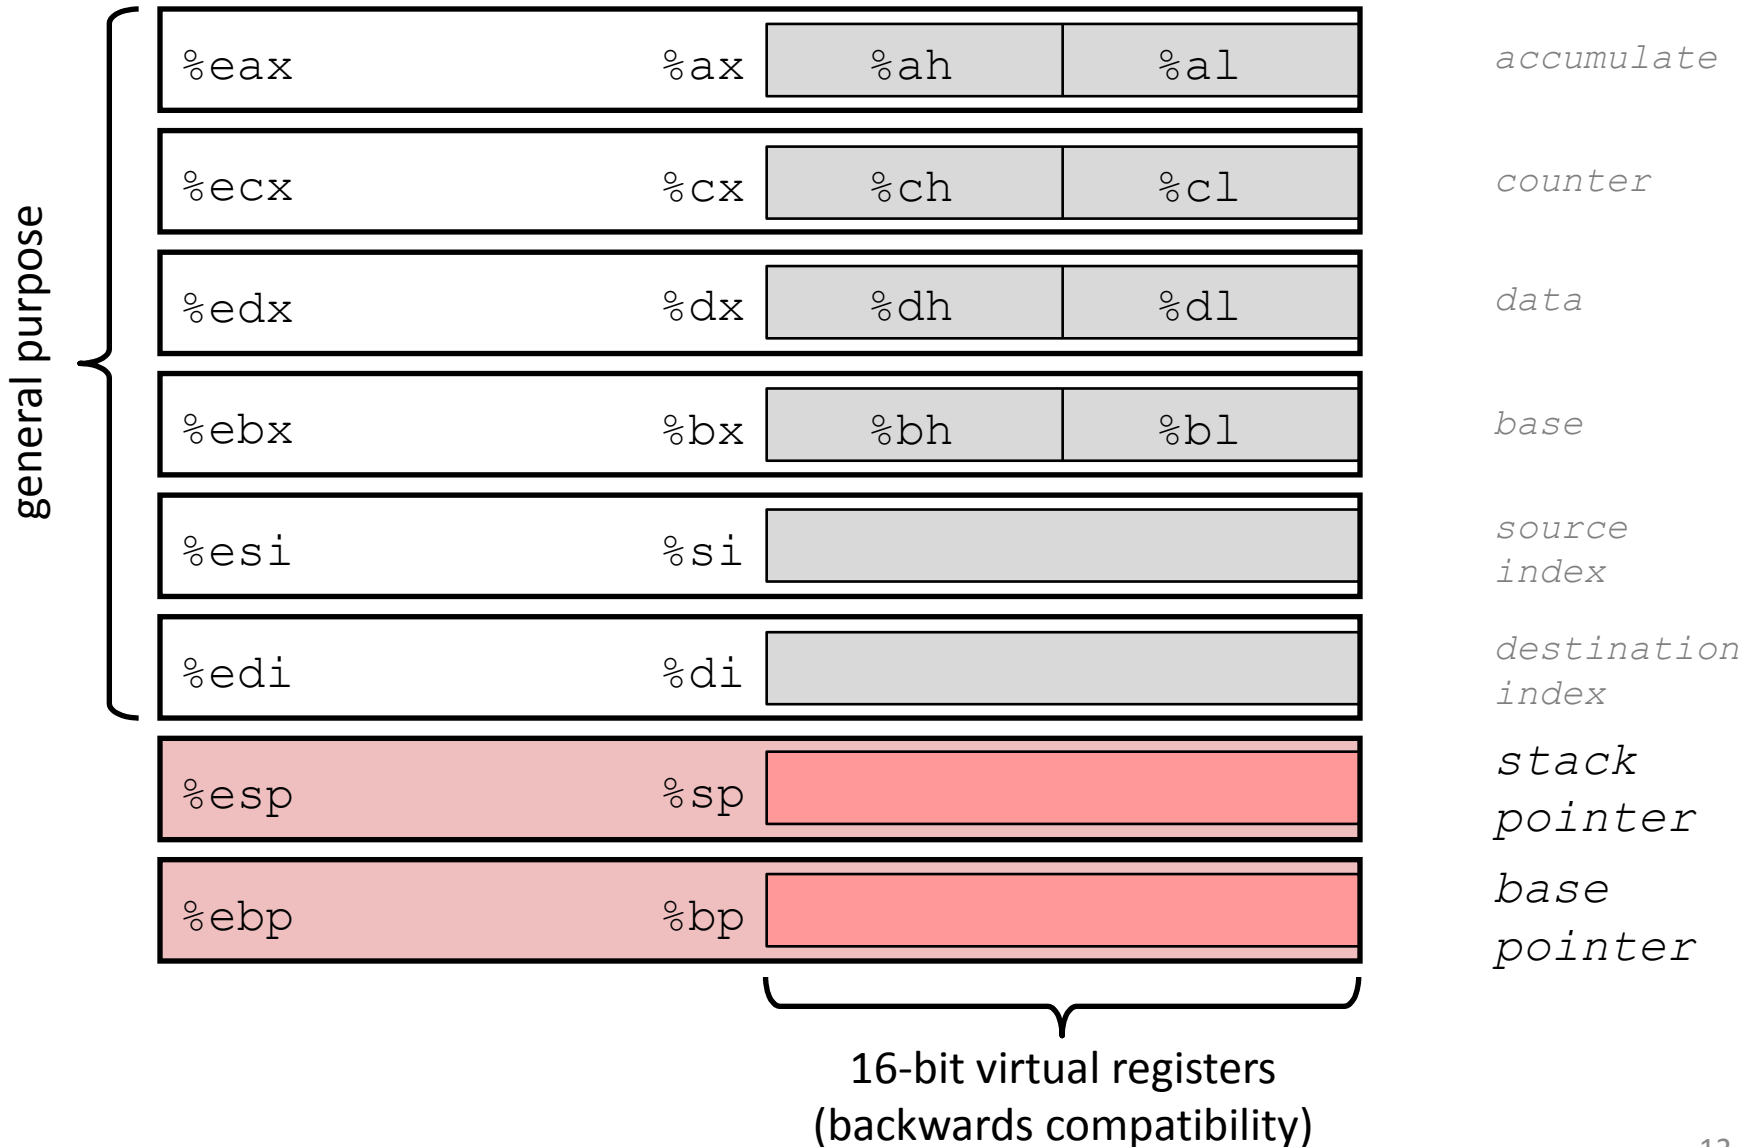 general purpose
%eax %ax %ah %al accumulate
%ecx %cx %ch %cl counter
%edx %dx %dh %dl data
%ebx %bx %bh %bl base
%esi %si source
index
%edi %di destination
index
%esp %sp stack
pointer
%ebp %bp base
pointer
16-bit virtual registers
(backwards compatibility)